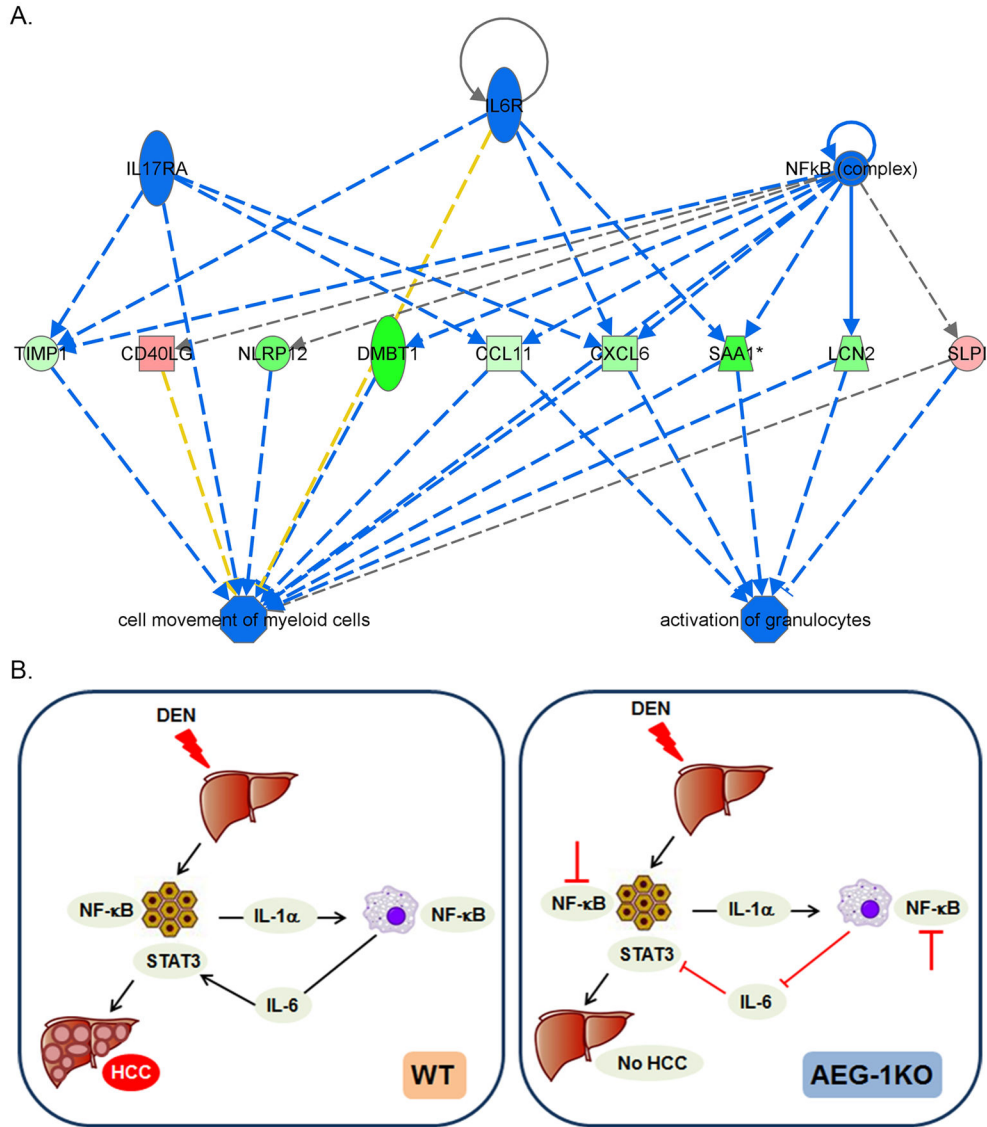 A.
IL6R
IL17RA
NFkB (complex)
TIMP1
CD40LG
NLRP12
DMBT1
CCL11
CXCL6
SAA1*
LCN2
SLPI
cell movement of myeloid cells
activation of granulocytes
B.
DEN
NF-κB
IL-1α
NF-κB
STAT3
IL-6
HCC
WT
DEN
NF-κB
IL-1α
NF-κB
STAT3
IL-6
No HCC
AEG-1KO